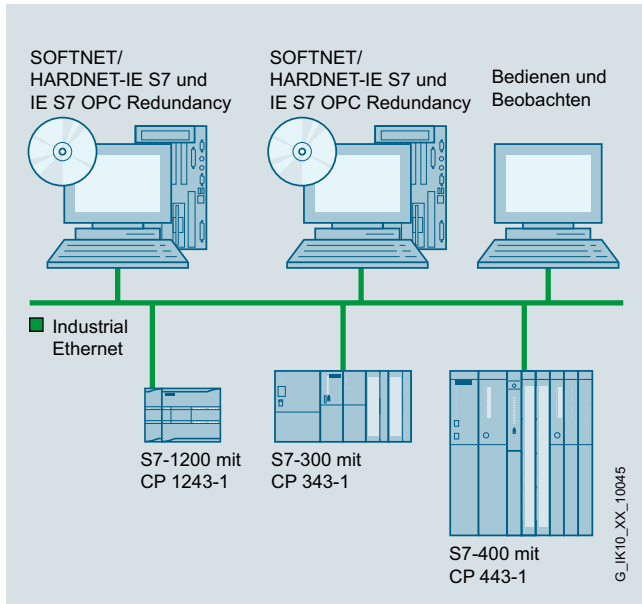 SOFTNET/
HARDNET-IE S7 und
IE S7 OPC Redundancy
SOFTNET/
HARDNET-IE S7 und
IE S7 OPC Redundancy
Bedienen und
Beobachten
Industrial
Ethernet
S7-1200 mit
CP 1243-1
S7-300 mit
CP 343-1
S7-400 mit
CP 443-1
G_IK10_XX_10045